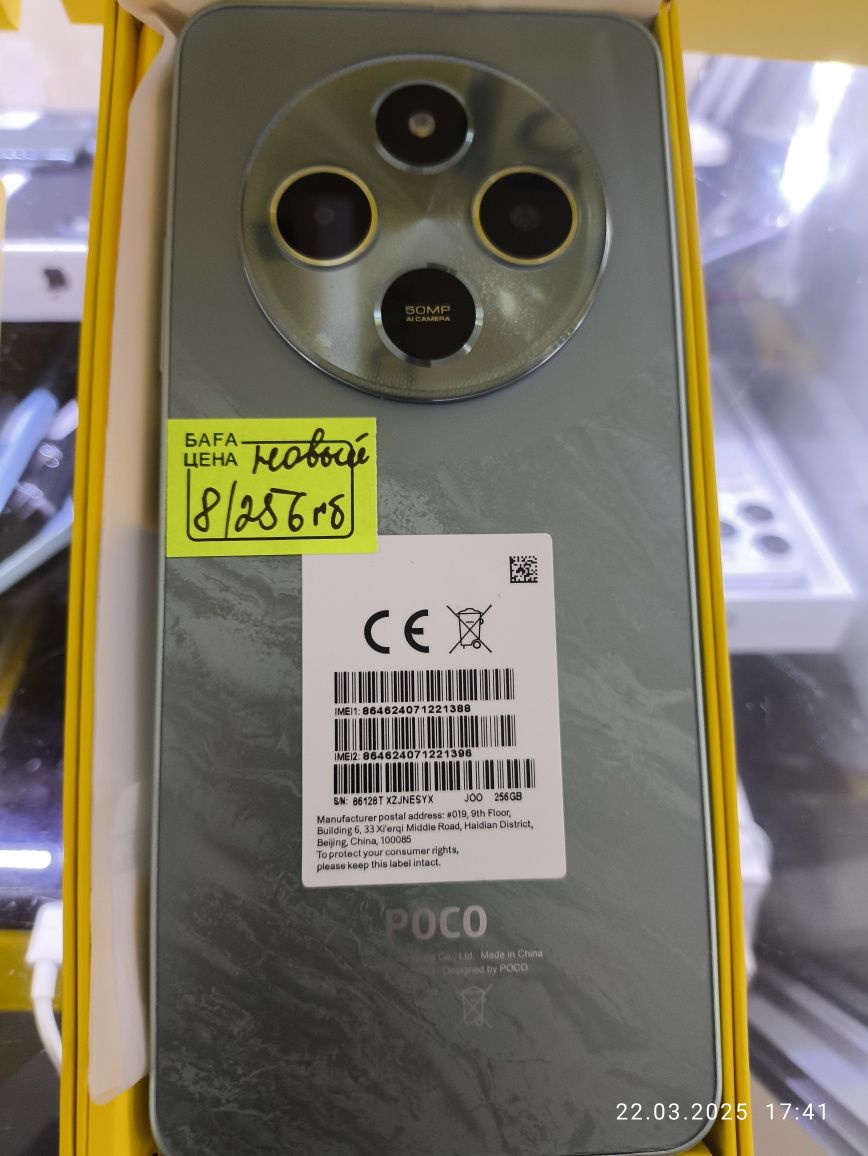 50MP
AI CAMERA
БАҒА
ЦЕНА новый
8/256 гб
CE
IMEI1: 864624071221388
IMEI2: 864624071221396
S/N: 86128T XZJNESYX J00 256GB
Manufacturer postal address: #019, 9th Floor,
Building 6, 33 Xi'erqi Middle Road, Haidian District,
Beijing, China, 100085
To protect your consumer rights,
please keep this label intact.
POCO
Co., Ltd. Made in China
Designed by POCO
22.03.2025 17:41